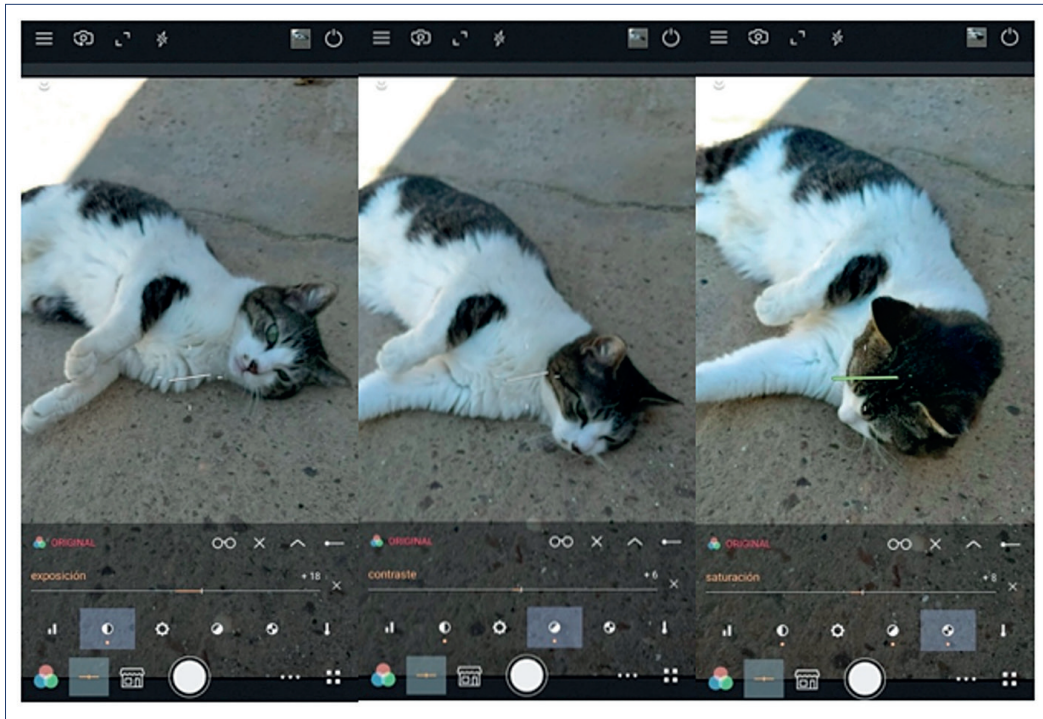 ORIGINAL
exposición +18
ORIGINAL
contraste +6
ORIGINAL
saturación +8